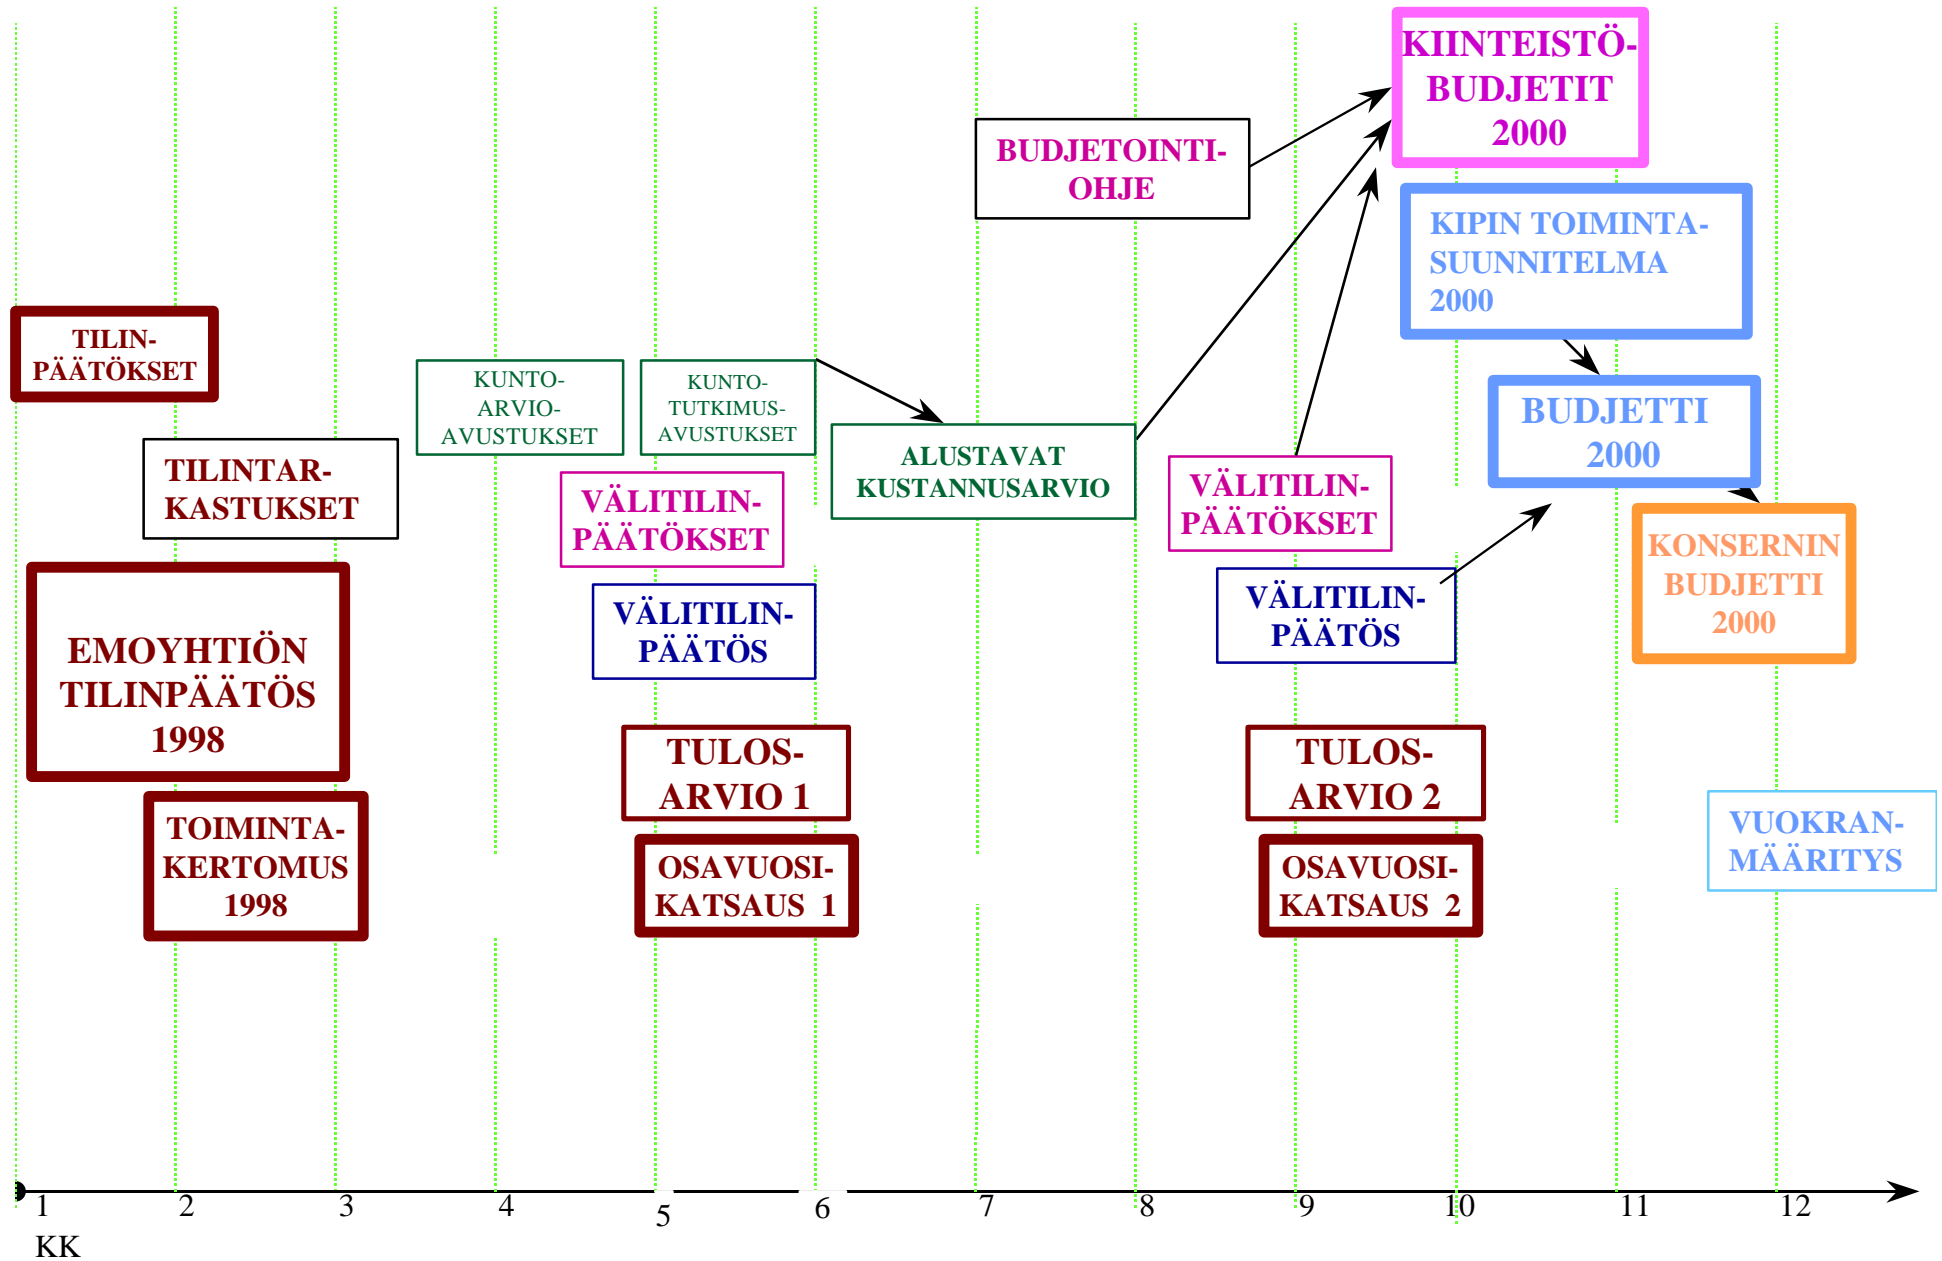 KIINTEISTÖ-
BUDJETIT
2000
BUDJETOINTI-
OHJE
KIPIN TOIMINTA-
SUUNNITELMA
2000
TILIN-
PÄÄTÖKSET
KUNTO-
ARVIO-
AVUSTUKSET
KUNTO-
TUTKIMUS-
AVUSTUKSET
BUDJETTI
2000
ALUSTAVAT
KUSTANNUSARVIO
TILINTAR-
KASTUKSET
VÄLITILIN-
PÄÄTÖKSET
VÄLITILIN-
PÄÄTÖKSET
KONSERNIN
BUDJETTI
2000
EMOYHTIÖN
TILINPÄÄTÖS
1998
VÄLITILIN-
PÄÄTÖS
VÄLITILIN-
PÄÄTÖS
TULOS-
ARVIO 1
TULOS-
ARVIO 2
TOIMINTA-
KERTOMUS
1998
OSAVUOSI-
KATSAUS 1
OSAVUOSI-
KATSAUS 2
VUOKRAN-
MÄÄRITYS
1 2 3 4 5 6 7 8 9 10 11 12
KK